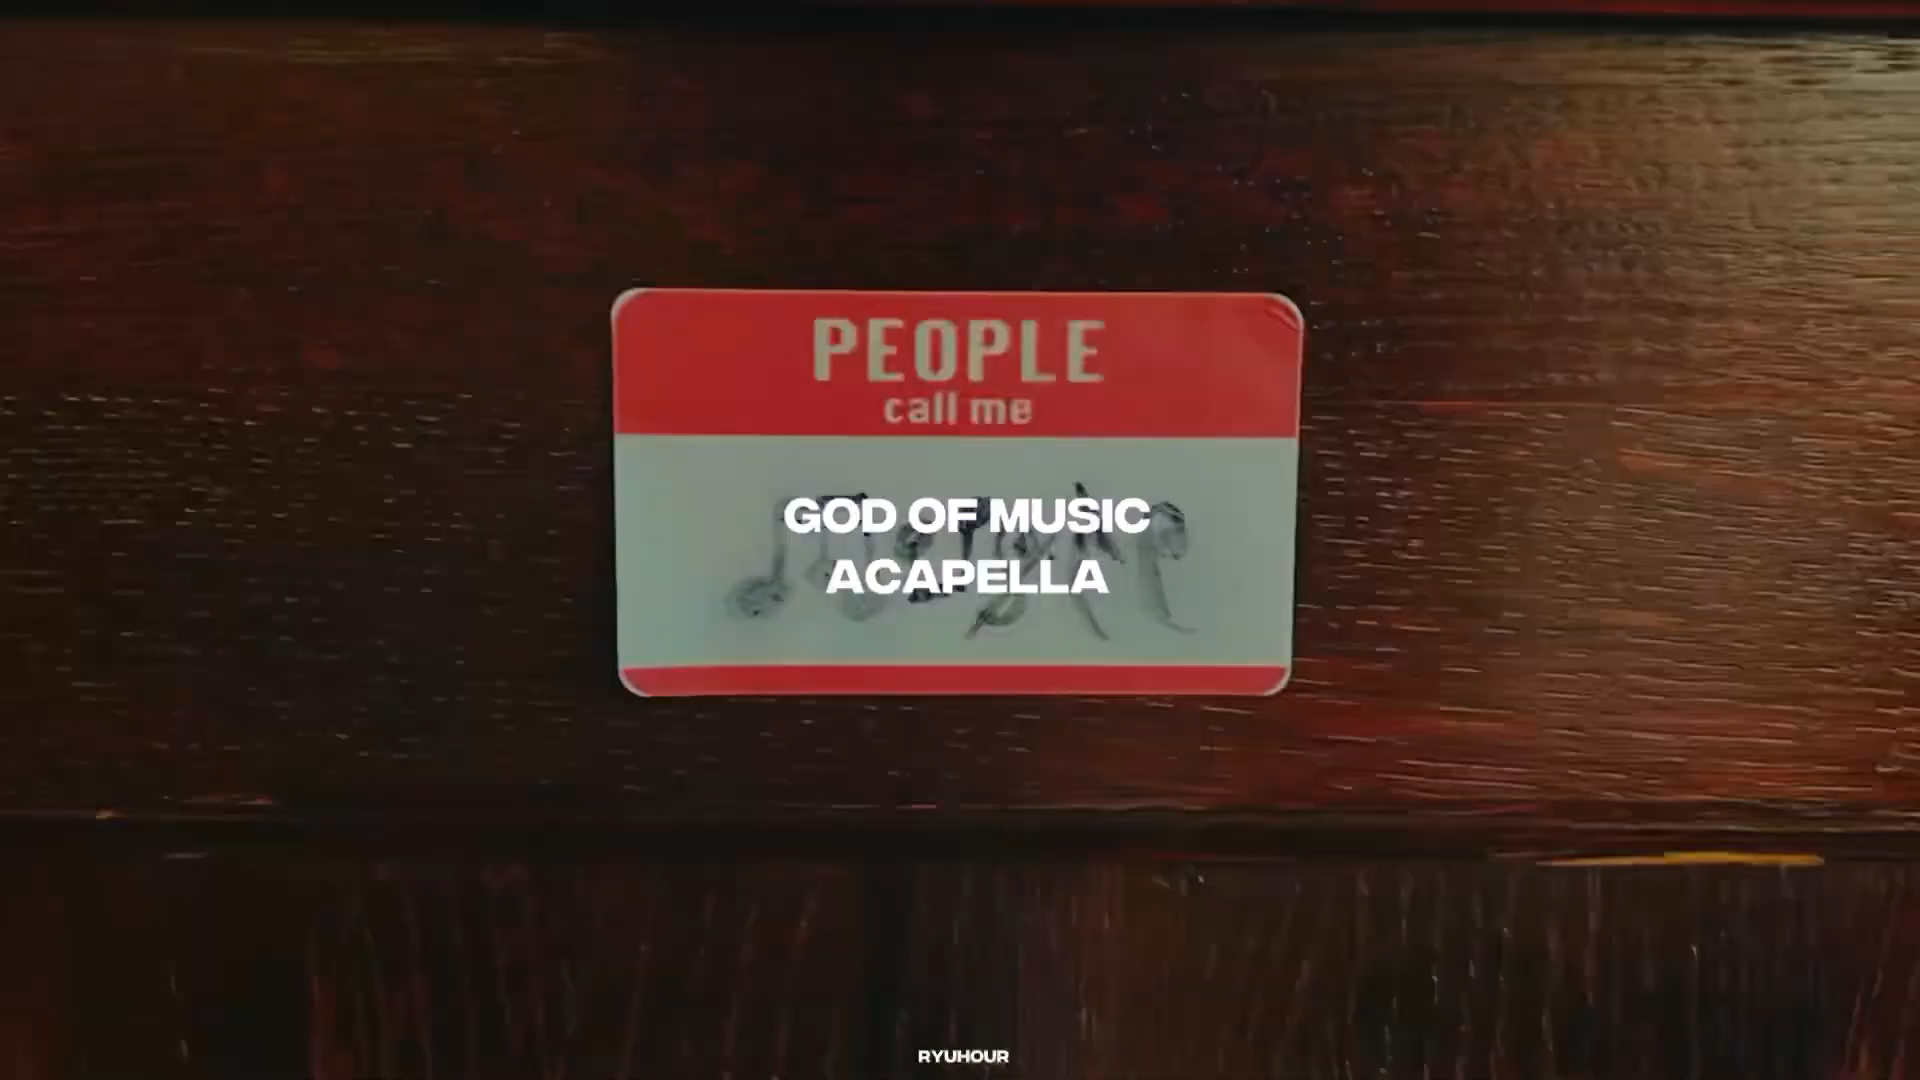 PEOPLE
call me
GOD OF MUSIC
ACAPELLA
RYUHOUR